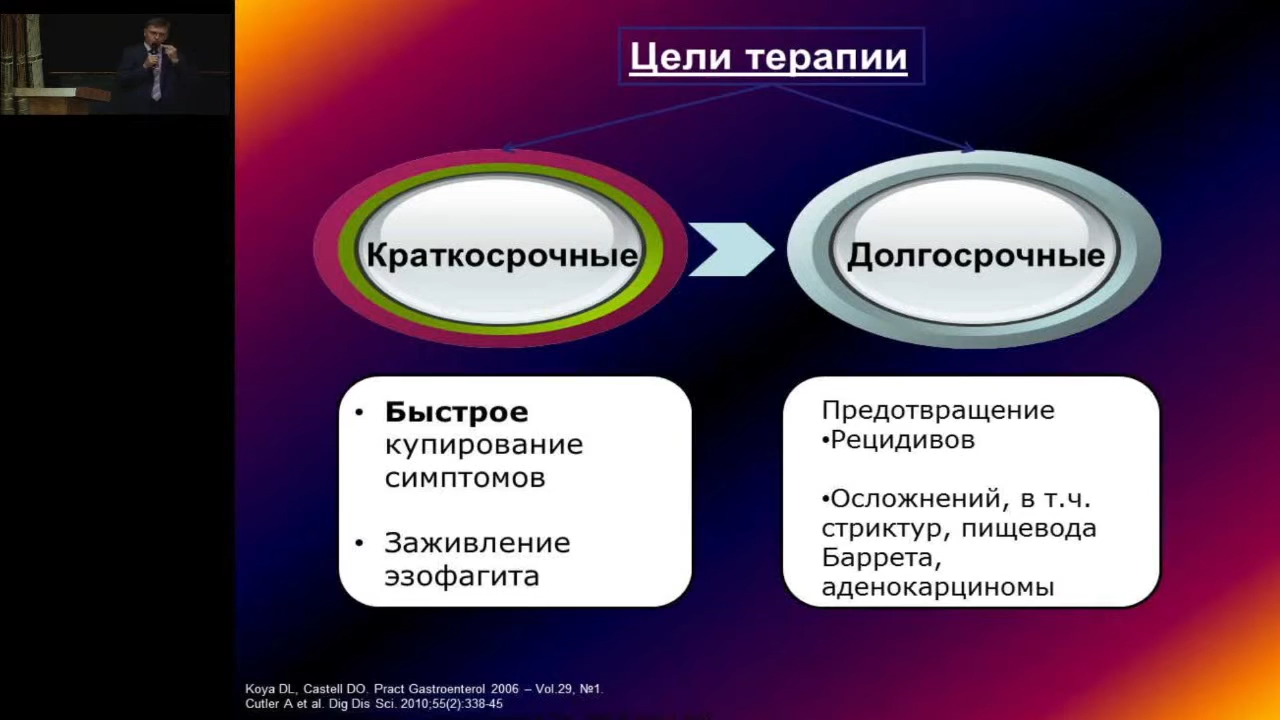 Цели терапии
Краткосрочные
Долгосрочные
• Быстрое
купирование
симптомов
• Заживление
эзофагита
Предотвращение
•Рецидивов
•Осложнений, в т.ч.
стриктур, пищевода
Баррета,
аденокарциномы
Koya DL, Castell DO. Pract Gastroenterol 2006 – Vol.29, №1.
Cutler A et al. Dig Dis Sci. 2010;55(2):338-45